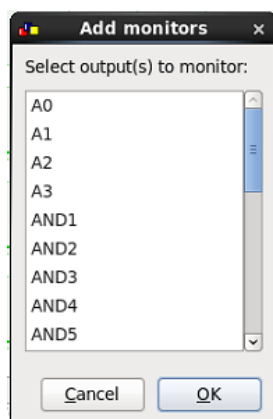 Add monitors
Select output(s) to monitor:
A0
A1
A2
A3
AND1
AND2
AND3
AND4
AND5
Cancel
OK